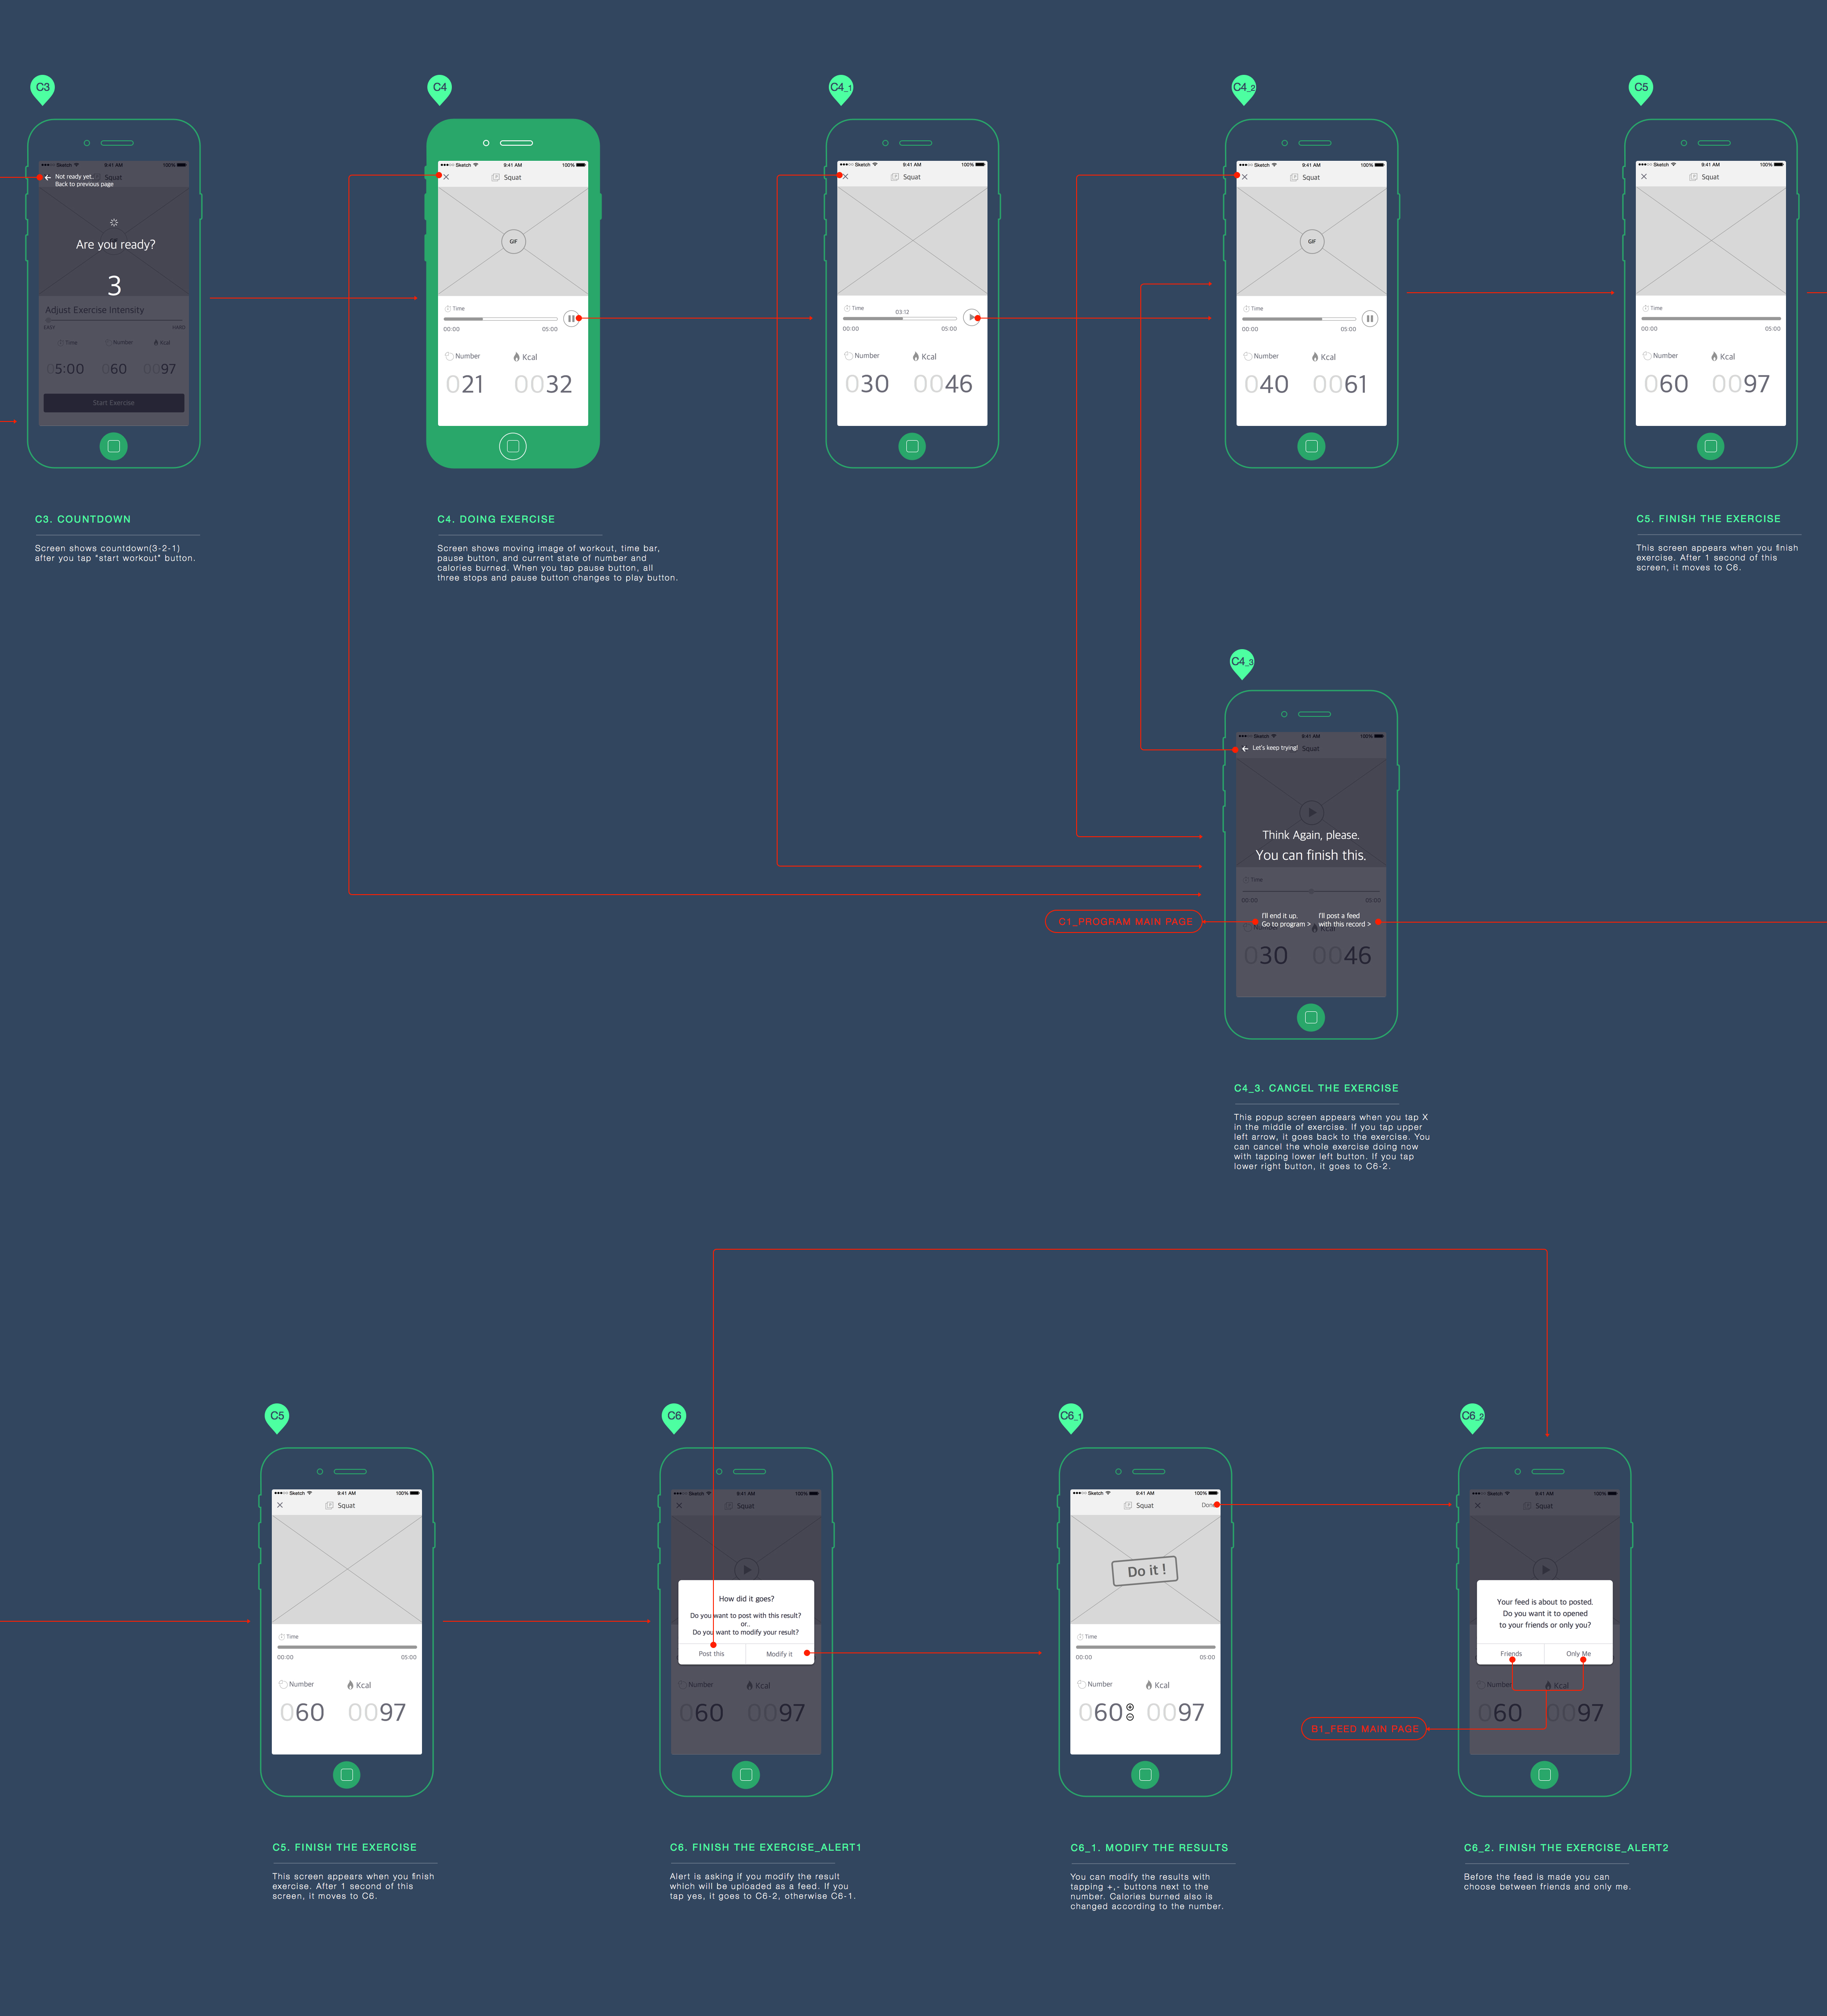 C3
●●●○○ Sketch 9:41 AM 100%
Not ready yet.. Squat
Back to previous page
Are you ready?
3
Adjust Exercise Intensity
EASY HARD
Time Number Kcal
05:00 060 0097
Start Exercise
C3. COUNTDOWN
Screen shows countdown(3-2-1)
after you tap "start workout" button.
C4
●●●○○ Sketch 9:41 AM 100%
Squat
GIF
Time
00:00 05:00
Number Kcal
021 0032
C4. DOING EXERCISE
Screen shows moving image of workout, time bar,
pause button, and current state of number and
calories burned. When you tap pause button, all
three stops and pause button changes to play button.
C4_1
●●●○○ Sketch 9:41 AM 100%
Squat
Time
03:12
00:00 05:00
Number Kcal
030 0046
C4_2
●●●○○ Sketch 9:41 AM 100%
Squat
GIF
Time
00:00 05:00
Number Kcal
040 0061
C5
●●●○○ Sketch 9:41 AM 100%
Squat
Time
00:00 05:00
Number Kcal
060 0097
C5. FINISH THE EXERCISE
This screen appears when you finish
exercise. After 1 second of this
screen, it moves to C6.
C4_3
●●●○○ Sketch 9:41 AM 100%
Let's keep trying! Squat
Think Again, please.
You can finish this.
Time
00:00 05:00
C1_PROGRAM MAIN PAGE
I'll end it up. I'll post a feed
Go to program > with this record >
Number Kcal
030 0046
C4_3. CANCEL THE EXERCISE
This popup screen appears when you tap X
in the middle of exercise. If you tap upper
left arrow, it goes back to the exercise. You
can cancel the whole exercise doing now
with tapping lower left button. If you tap
lower right button, it goes to C6-2.
C5
●●●○○ Sketch 9:41 AM 100%
Squat
Time
00:00 05:00
Number Kcal
060 0097
C5. FINISH THE EXERCISE
This screen appears when you finish
exercise. After 1 second of this
screen, it moves to C6.
C6
●●●○○ Sketch 9:41 AM 100%
Squat
How did it goes?
Do you want to post with this result?
or..
Do you want to modify your result?
Post this Modify it
Number Kcal
060 0097
C6. FINISH THE EXERCISE_ALERT1
Alert is asking if you modify the result
which will be uploaded as a feed. If you
tap yes, it goes to C6-2, otherwise C6-1.
C6_1
●●●○○ Sketch 9:41 AM 100%
Squat Done
Do it !
Time
00:00 05:00
Number Kcal
060 0097
C6_1. MODIFY THE RESULTS
You can modify the results with
tapping +,- buttons next to the
number. Calories burned also is
changed according to the number.
C6_2
●●●○○ Sketch 9:41 AM 100%
Squat
Your feed is about to posted.
Do you want it to opened
to your friends or only you?
Friends Only Me
Number Kcal
060 0097
B1_FEED MAIN PAGE
C6_2. FINISH THE EXERCISE_ALERT2
Before the feed is made you can
choose between friends and only me.